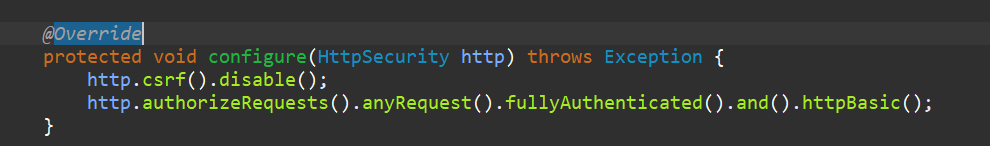 @Override
protected void configure(HttpSecurity http) throws Exception {
http.csrf().disable();
http.authorizeRequests().anyRequest().fullyAuthenticated().and().httpBasic();
}